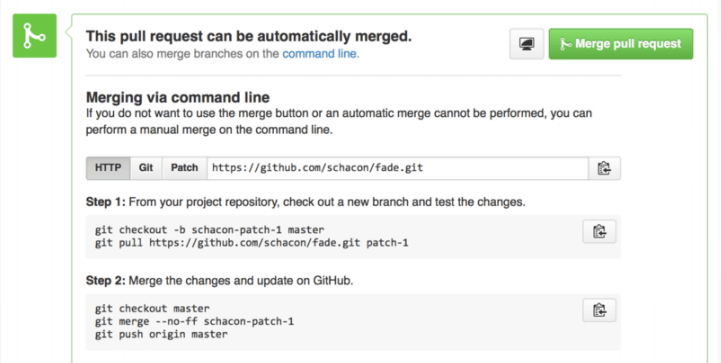 This pull request can be automatically merged.
You can also merge branches on the command line.
Merge pull request
Merging via command line
If you do not want to use the merge button or an automatic merge cannot be performed, you can
perform a manual merge on the command line.
HTTP Git Patch https://github.com/schacon/fade.git
Step 1: From your project repository, check out a new branch and test the changes.
git checkout -b schacon-patch-1 master
git pull https://github.com/schacon/fade.git patch-1
Step 2: Merge the changes and update on GitHub.
git checkout master
git merge --no-ff schacon-patch-1
git push origin master